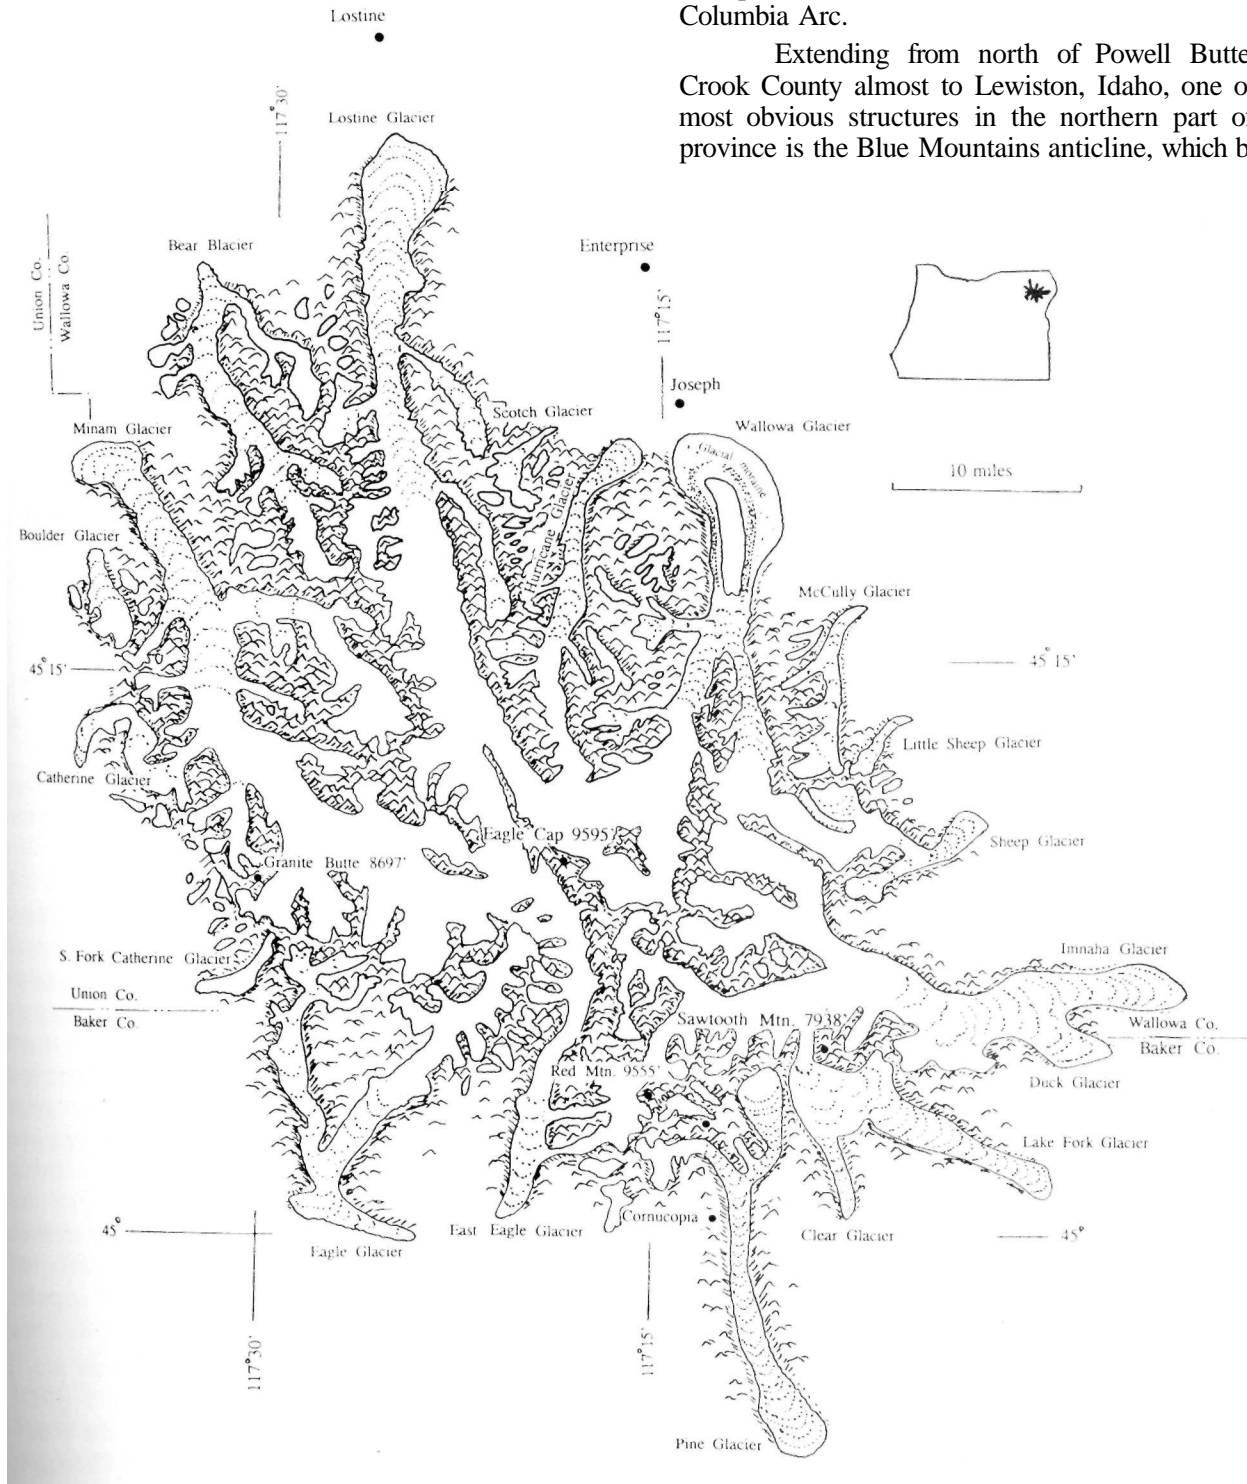 Columbia Arc.
Extending from north of Powell Butte
Crook County almost to Lewiston, Idaho, one o
most obvious structures in the northern part o
province is the Blue Mountains anticline, which b
Lostine
117°30'
Lostine Glacier
Bear Blacier
Enterprise
Union Co.
Wallowa Co.
117°15'
Joseph
Scotch Glacier
Wallowa Glacier
Minam Glacier
Glacial moraine
10 miles
Hurricane Glacier
Boulder Glacier
McCully Glacier
45°15'
45°15'
Little Sheep Glacier
Catherine Glacier
Eagle Cap 9595'
Sheep Glacier
Granite Butte 8697'
Imnaha Glacier
S. Fork Catherine Glacier
Union Co.
Baker Co.
Sawtooth Mtn. 7938'
Wallowa Co.
Baker Co.
Red Mtn. 9555'
Duck Glacier
Lake Fork Glacier
Cornucopia
45°
East Eagle Glacier
Clear Glacier
45°
Eagle Glacier
117°30'
117°15'
Pine Glacier